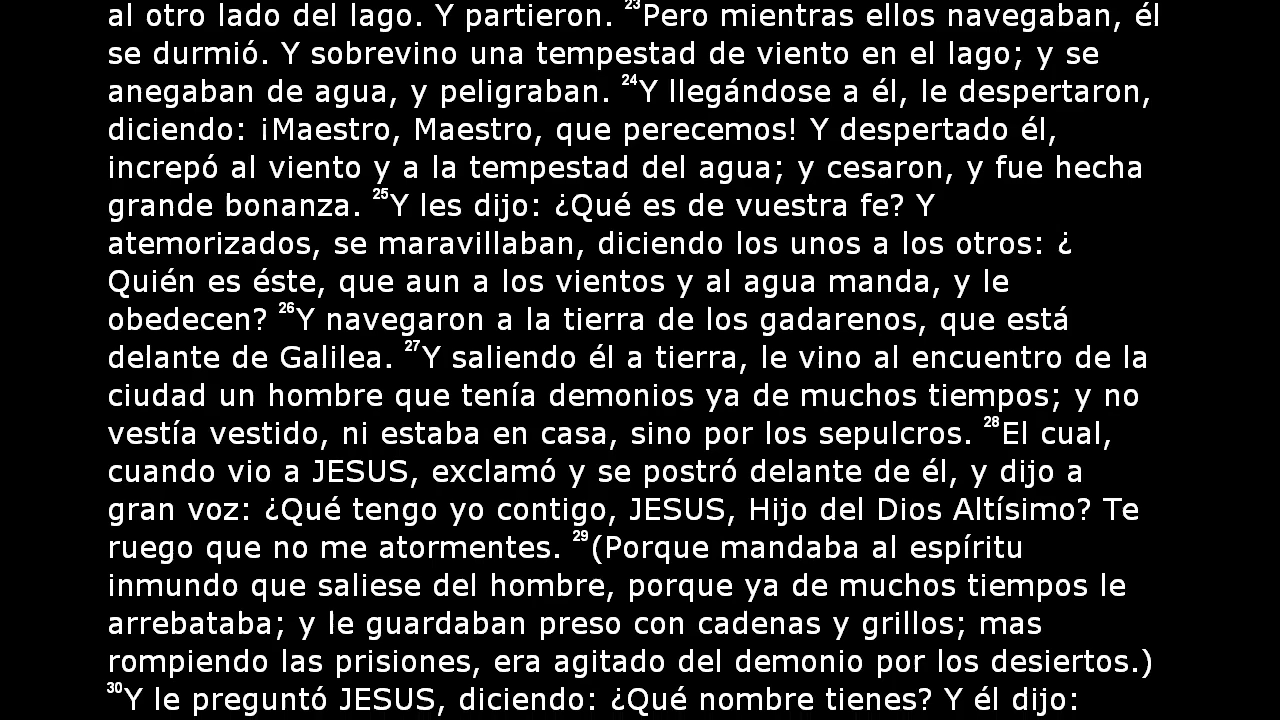 al otro lado del lago. Y partieron. 23Pero mientras ellos navegaban, él
se durmió. Y sobrevino una tempestad de viento en el lago; y se
anegaban de agua, y peligraban. 24Y llegándose a él, le despertaron,
diciendo: ¡Maestro, Maestro, que perecemos! Y despertado él,
increpó al viento y a la tempestad del agua; y cesaron, y fue hecha
grande bonanza. 25Y les dijo: ¿Qué es de vuestra fe? Y
atemorizados, se maravillaban, diciendo los unos a los otros: ¿
Quién es éste, que aun a los vientos y al agua manda, y le
obedecen? 26Y navegaron a la tierra de los gadarenos, que está
delante de Galilea. 27Y saliendo él a tierra, le vino al encuentro de la
ciudad un hombre que tenía demonios ya de muchos tiempos; y no
vestía vestido, ni estaba en casa, sino por los sepulcros. 28El cual,
cuando vio a JESUS, exclamó y se postró delante de él, y dijo a
gran voz: ¿Qué tengo yo contigo, JESUS, Hijo del Dios Altísimo? Te
ruego que no me atormentes. 29(Porque mandaba al espíritu
inmundo que saliese del hombre, porque ya de muchos tiempos le
arrebataba; y le guardaban preso con cadenas y grillos; mas
rompiendo las prisiones, era agitado del demonio por los desiertos.)
30Y le preguntó JESUS, diciendo: ¿Qué nombre tienes? Y él dijo: